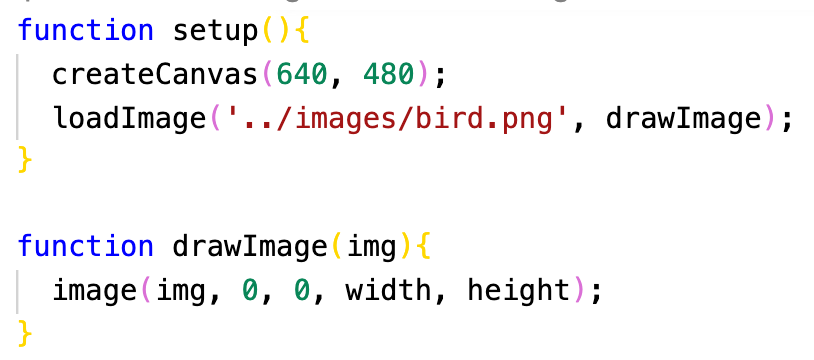 function setup(){
  createCanvas(640, 480);
  loadImage('../images/bird.png', drawImage);
}

function drawImage(img){
  image(img, 0, 0, width, height);
}